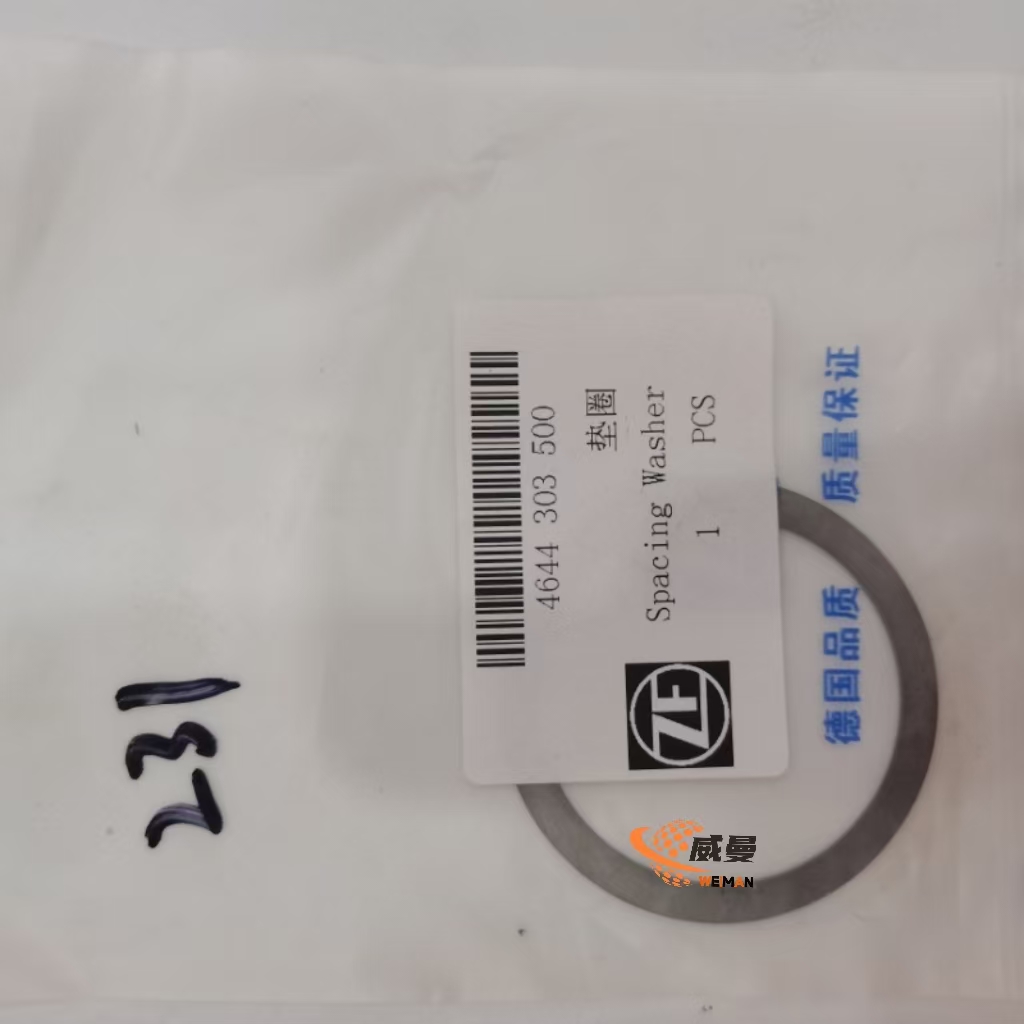 4644 303 500
垫圈
Spacing Washer
1 PCS
ZF
德国品质 质量保证
231
威曼
WEMAN